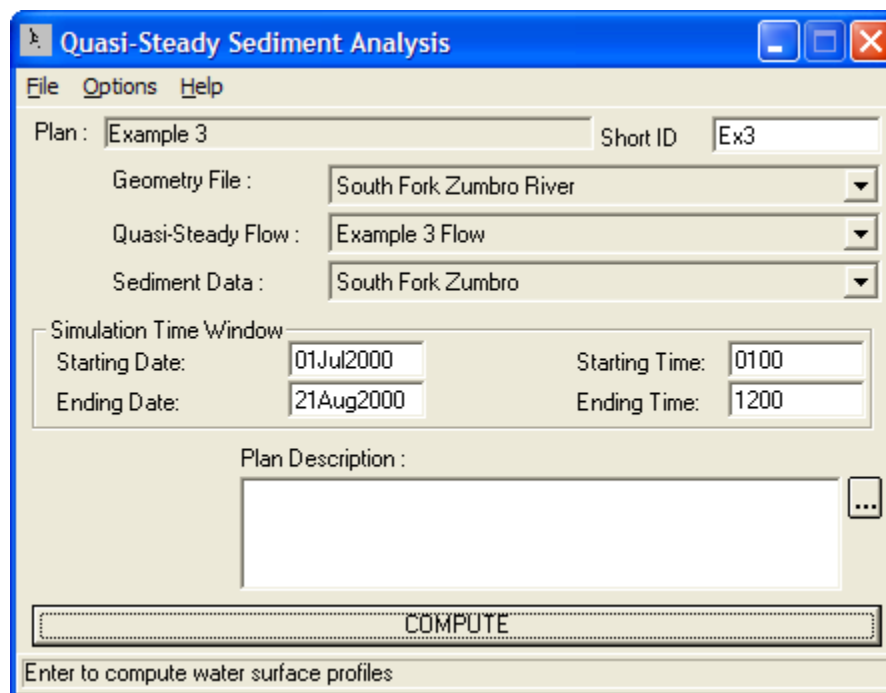 Quasi-Steady Sediment Analysis
File Options Help
Plan : Example 3 Short ID Ex3
Geometry File : South Fork Zumbro River
Quasi-Steady Flow : Example 3 Flow
Sediment Data : South Fork Zumbro
Simulation Time Window
Starting Date: 01Jul2000 Starting Time: 0100
Ending Date: 21Aug2000 Ending Time: 1200
Plan Description :
...
COMPUTE
Enter to compute water surface profiles